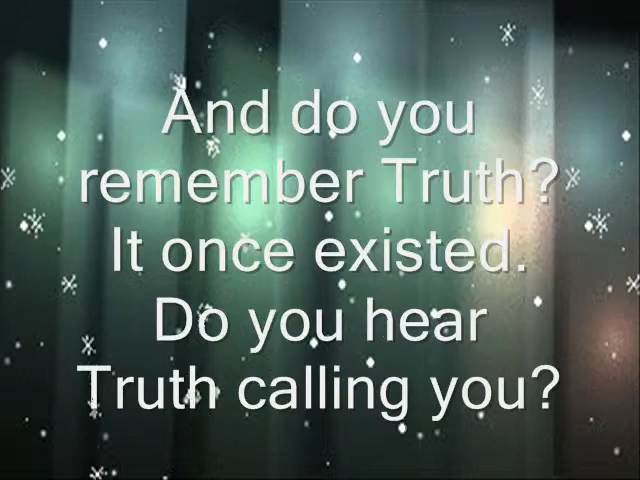 And do you
remember Truth?
It once existed.
Do you hear
Truth calling you?